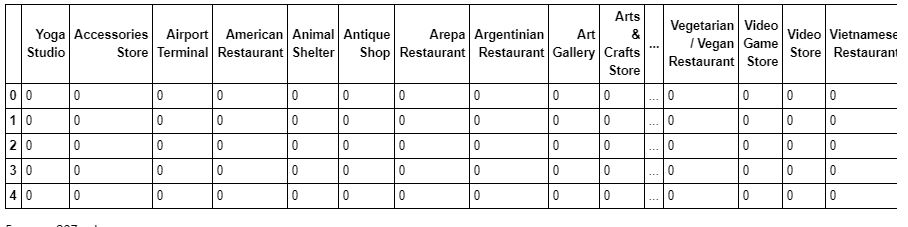 Yoga Studio Accessories Store Airport Terminal American Restaurant Animal Shelter Antique Shop Arepa Restaurant Argentinian Restaurant Art Gallery Arts & Crafts Store ... Vegetarian / Vegan Restaurant Video Game Store Video Store Vietnamese Restaurant
0 0 0 0 0 0 0 0 0 0 0 ... 0 0 0 0
1 0 0 0 0 0 0 0 0 0 0 ... 0 0 0 0
2 0 0 0 0 0 0 0 0 0 0 ... 0 0 0 0
3 0 0 0 0 0 0 0 0 0 0 ... 0 0 0 0
4 0 0 0 0 0 0 0 0 0 0 ... 0 0 0 0